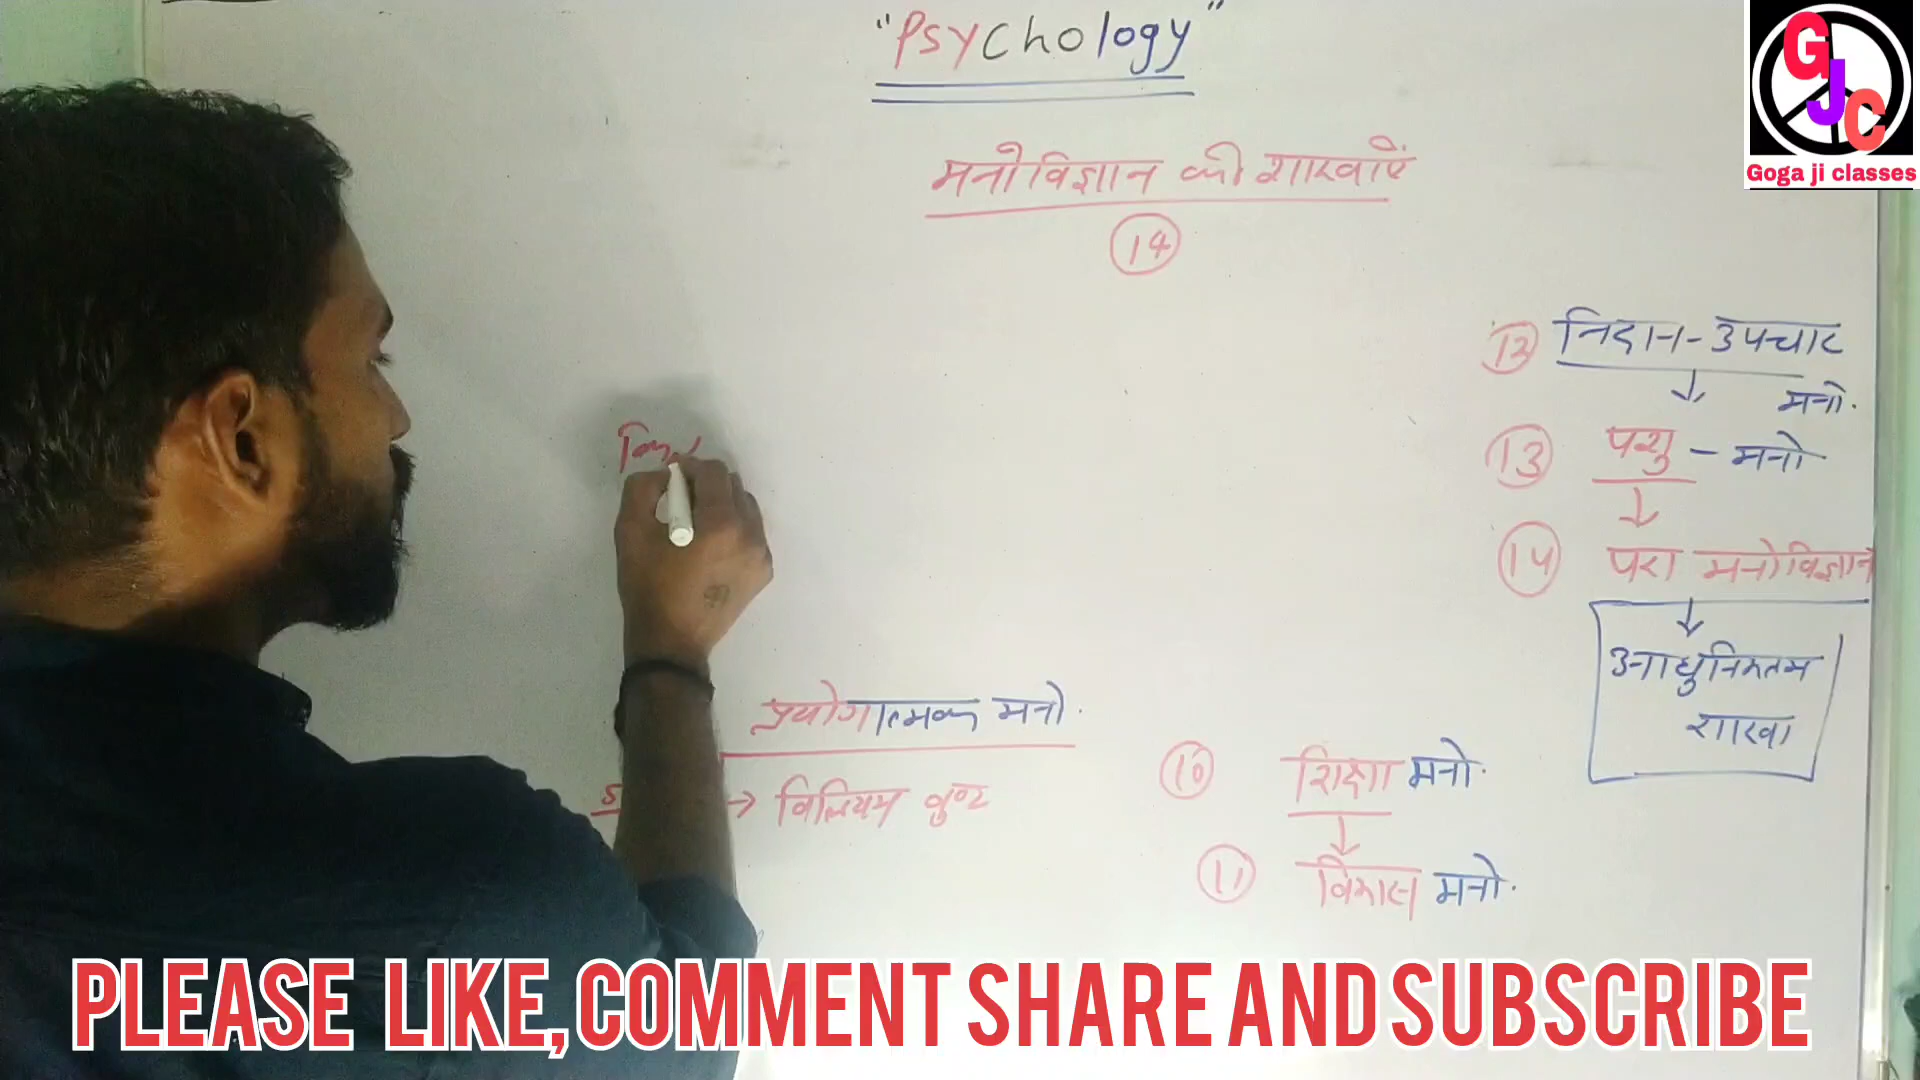 "Psychology"
मनोविज्ञान की शाखाएँ
14
12 निदान-उपचार
मनो.
13 पशु - मनो
14 परा मनोविज्ञान
आधुनिकतम
शाखा
प्रयोगात्मक मनो.
→ विलियम वुण्ट
10 शिक्षा मनो.
11 विकास मनो.
GJC
Goga ji classes
PLEASE LIKE, COMMENT SHARE AND SUBSCRIBE